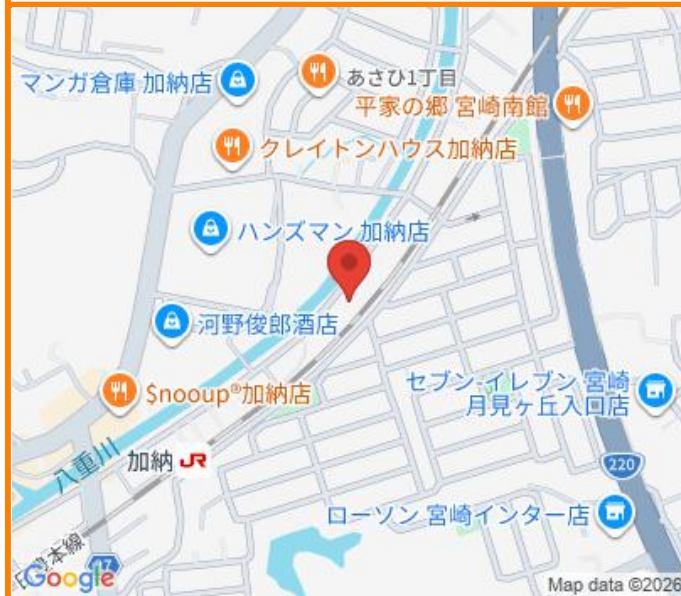 マンガ倉庫 加納店
あさひ1丁目
平家の郷 宮崎南館
クレイトンハウス加納店
ハンズマン 加納店
河野俊郎酒店
$nooup®加納店
セブン-イレブン 宮崎
月見ヶ丘入口店
八重川
加納 JR
220
ローソン 宮崎インター店
本線
Google
Map data ©2026